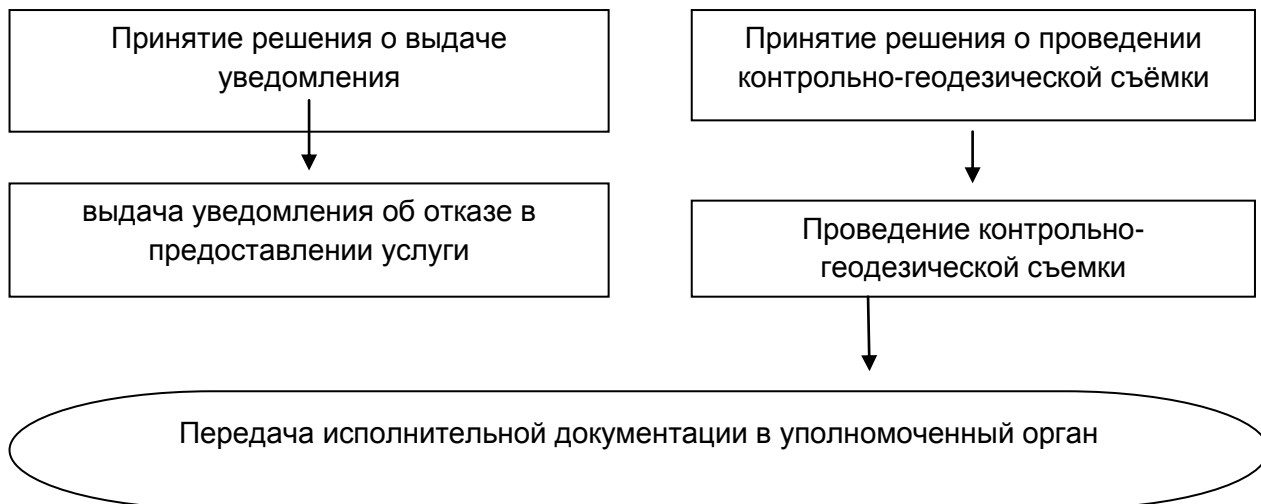 Принятие решения о выдаче
уведомления
Принятие решения о проведении
контрольно-геодезической съёмки
выдача уведомления об отказе в
предоставлении услуги
Проведение контрольно-
геодезической съемки
Передача исполнительной документации в уполномоченный орган